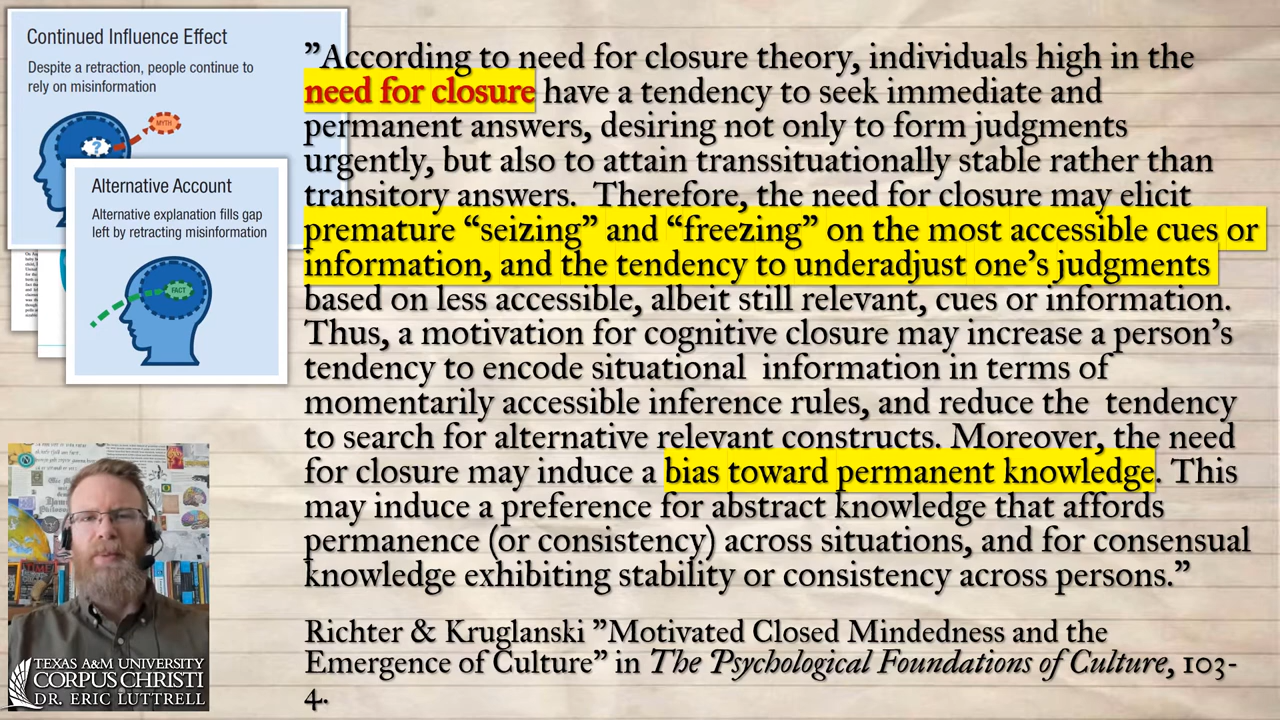 Continued Influence Effect
Despite a retraction, people continue to
rely on misinformation
MYTH
?
Alternative Account
Alternative explanation fills gap
left by retracting misinformation
FACT
"According to need for closure theory, individuals high in the
need for closure have a tendency to seek immediate and
permanent answers, desiring not only to form judgments
urgently, but also to attain transsituationally stable rather than
transitory answers.  Therefore, the need for closure may elicit
premature “seizing” and “freezing” on the most accessible cues or
information, and the tendency to underadjust one’s judgments
based on less accessible, albeit still relevant, cues or information.
Thus, a motivation for cognitive closure may increase a person’s
tendency to encode situational  information in terms of
momentarily accessible inference rules, and reduce the  tendency
to search for alternative relevant constructs. Moreover, the need
for closure may induce a bias toward permanent knowledge. This
may induce a preference for abstract knowledge that affords
permanence (or consistency) across situations, and for consensual
knowledge exhibiting stability or consistency across persons.”
Richter & Kruglanski ”Motivated Closed Mindedness and the
Emergence of Culture” in The Psychological Foundations of Culture, 103-
4.
TEXAS A&M UNIVERSITY
CORPUS CHRISTI
DR. ERIC LUTTRELL